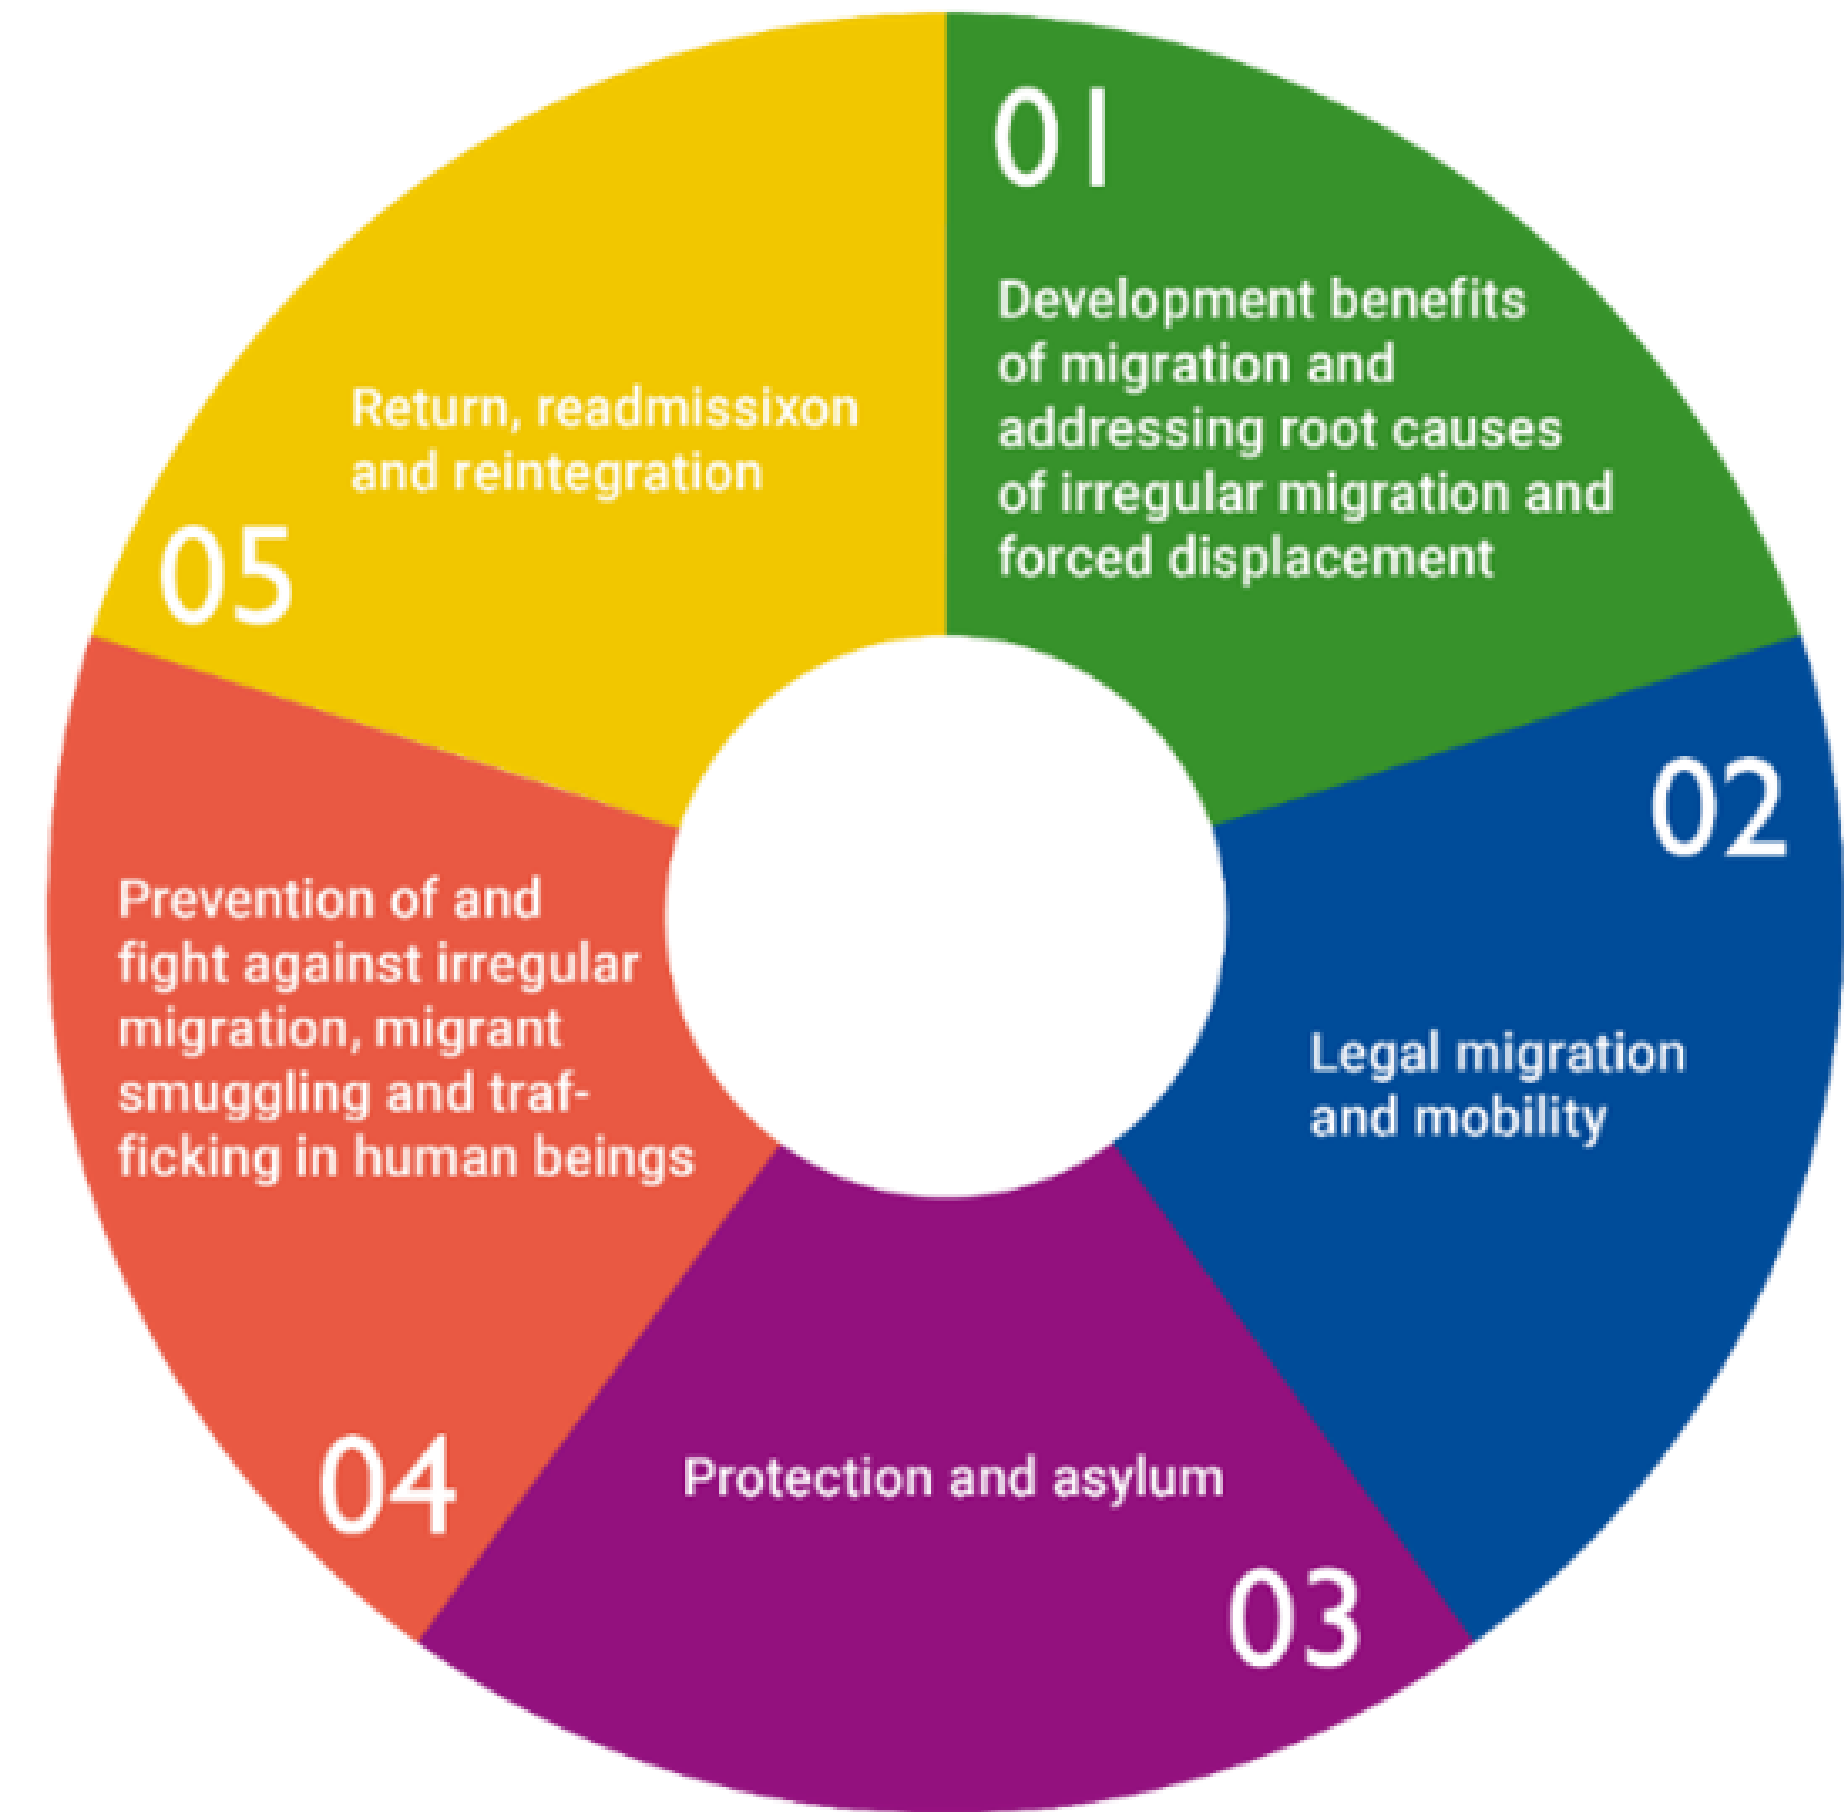 01
Development benefits
of migration and
addressing root causes
of irregular migration and
forced displacement
02
Legal migration
and mobility
03
Protection and asylum
04
Prevention of and
fight against irregular
migration, migrant
smuggling and traf-
ficking in human beings
05
Return, readmissixon
and reintegration